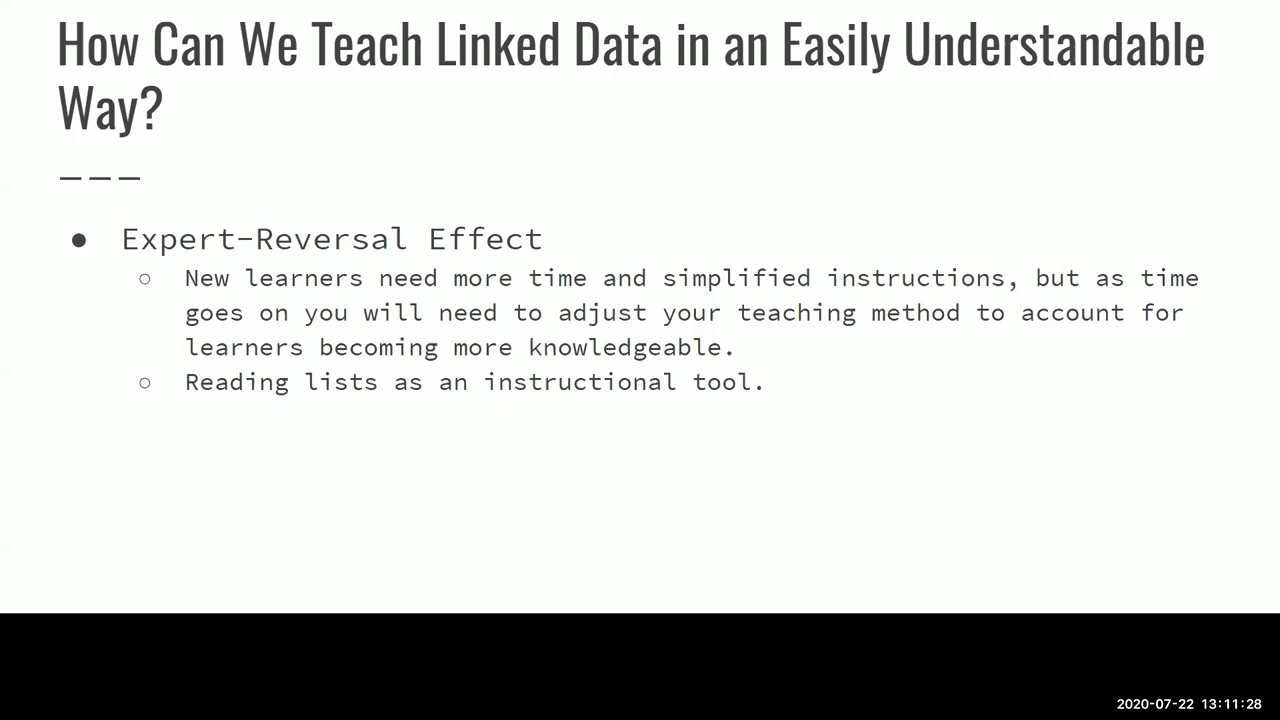 How Can We Teach Linked Data in an Easily Understandable
Way?
● Expert-Reversal Effect
○ New learners need more time and simplified instructions, but as time
goes on you will need to adjust your teaching method to account for
learners becoming more knowledgeable.
○ Reading lists as an instructional tool.
2020-07-22 13:11:28